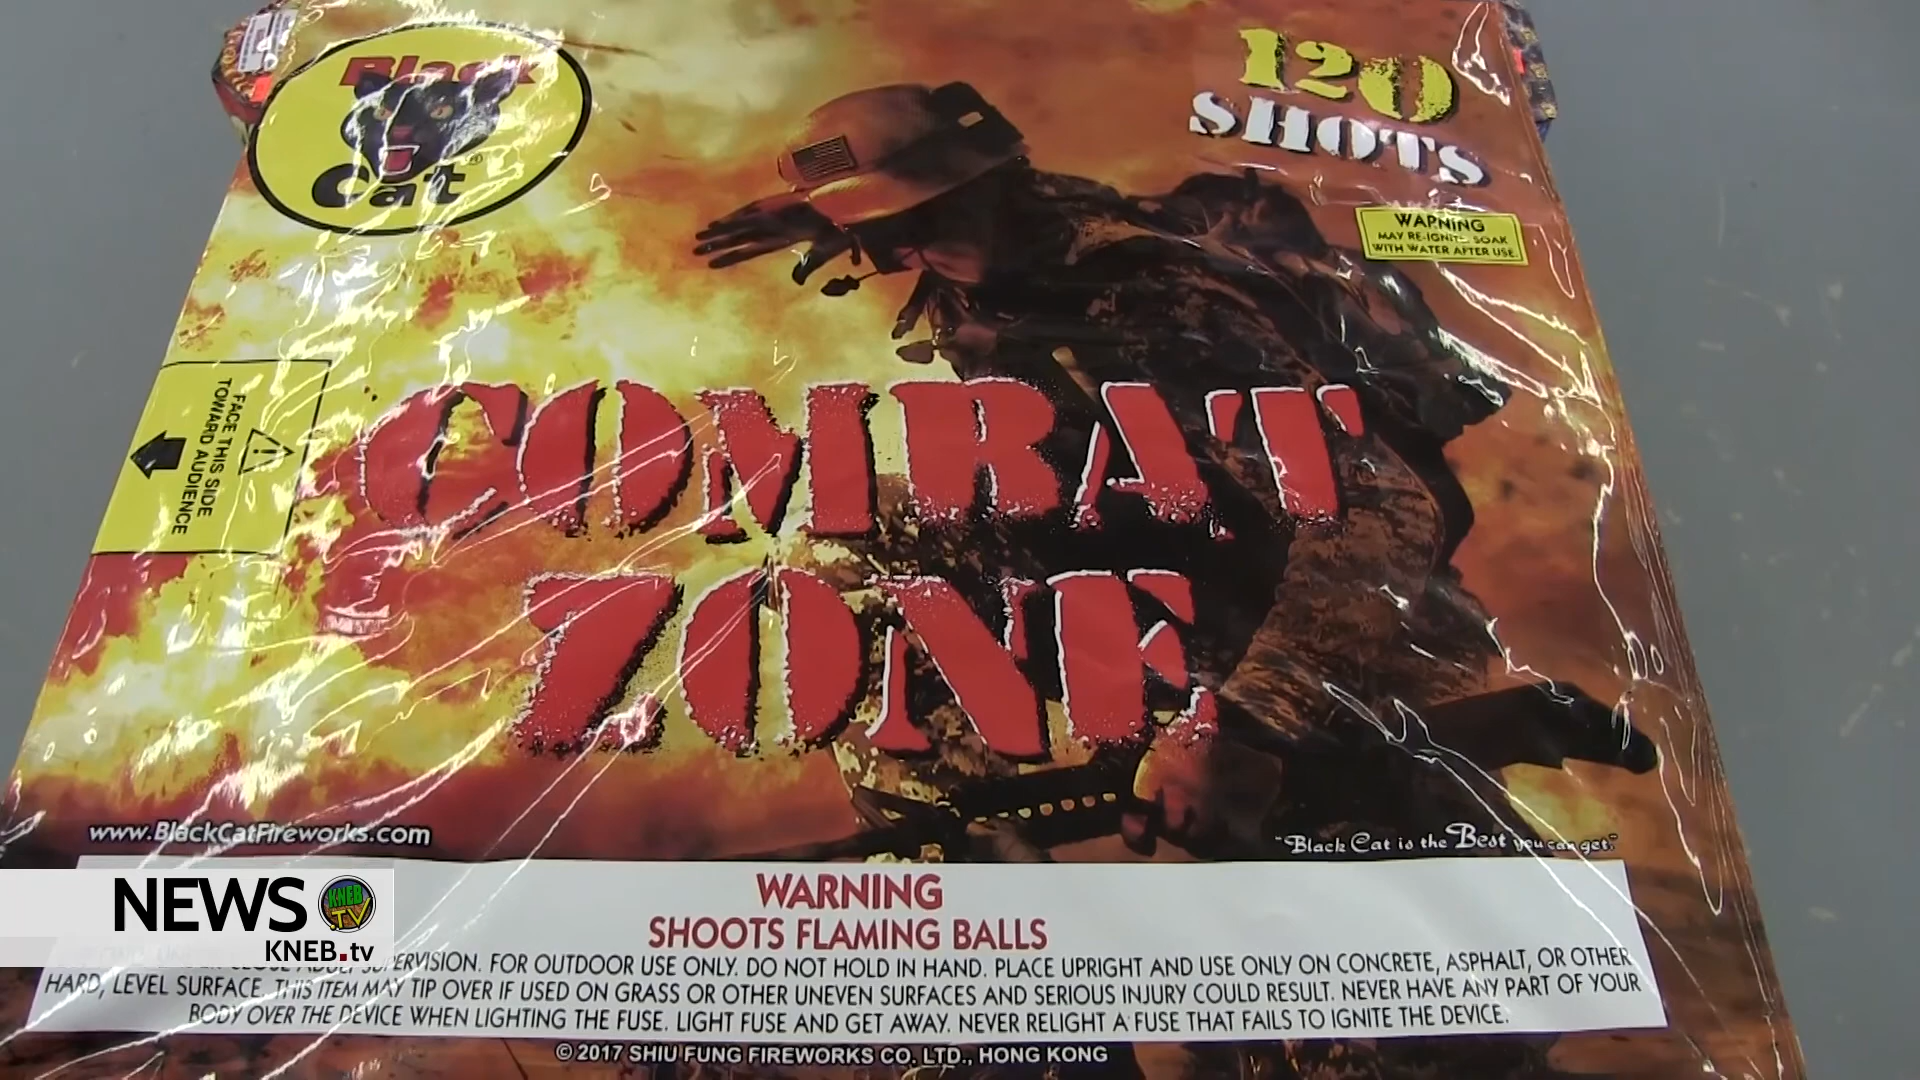 Black
Cat®
120
SHOTS
WARNING
MAY RE-IGNITE SOAK
WITH WATER AFTER USE.
FACE THIS SIDE
TOWARD AUDIENCE
COMBAT
ZONE
www.BlackCatFireworks.com
"Black Cat is the Best you can get."
WARNING
SHOOTS FLAMING BALLS
CLOSE ADULT SUPERVISION. FOR OUTDOOR USE ONLY. DO NOT HOLD IN HAND. PLACE UPRIGHT AND USE ONLY ON CONCRETE, ASPHALT, OR OTHER
HARD, LEVEL SURFACE. THIS ITEM MAY TIP OVER IF USED ON GRASS OR OTHER UNEVEN SURFACES AND SERIOUS INJURY COULD RESULT. NEVER HAVE ANY PART OF YOUR
BODY OVER THE DEVICE WHEN LIGHTING THE FUSE. LIGHT FUSE AND GET AWAY. NEVER RELIGHT A FUSE THAT FAILS TO IGNITE THE DEVICE.
© 2017 SHIU FUNG FIREWORKS CO. LTD., HONG KONG
NEWS
KNEB
.TV
KNEB.tv